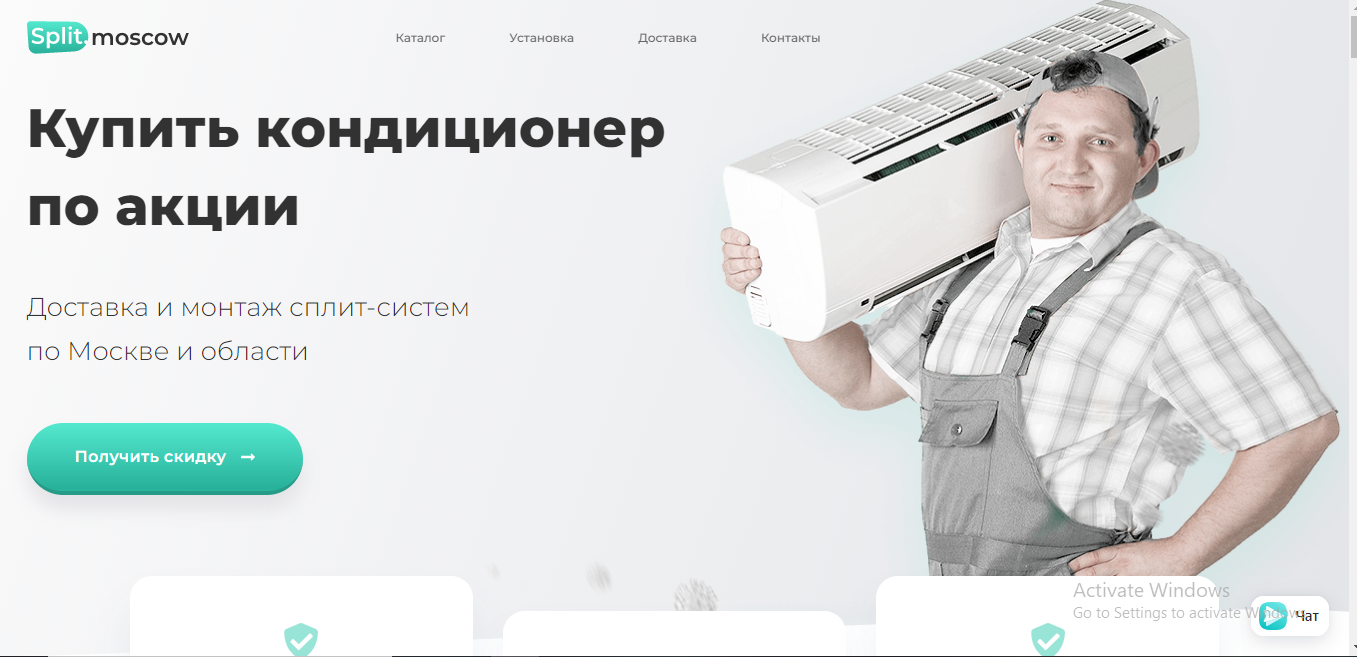 Split.moscow
Каталог
Установка
Доставка
Контакты
Купить кондиционер
по акции
Доставка и монтаж сплит-систем
по Москве и области
Получить скидку →
Activate Windows
Go to Settings to activate Windows.
Чат